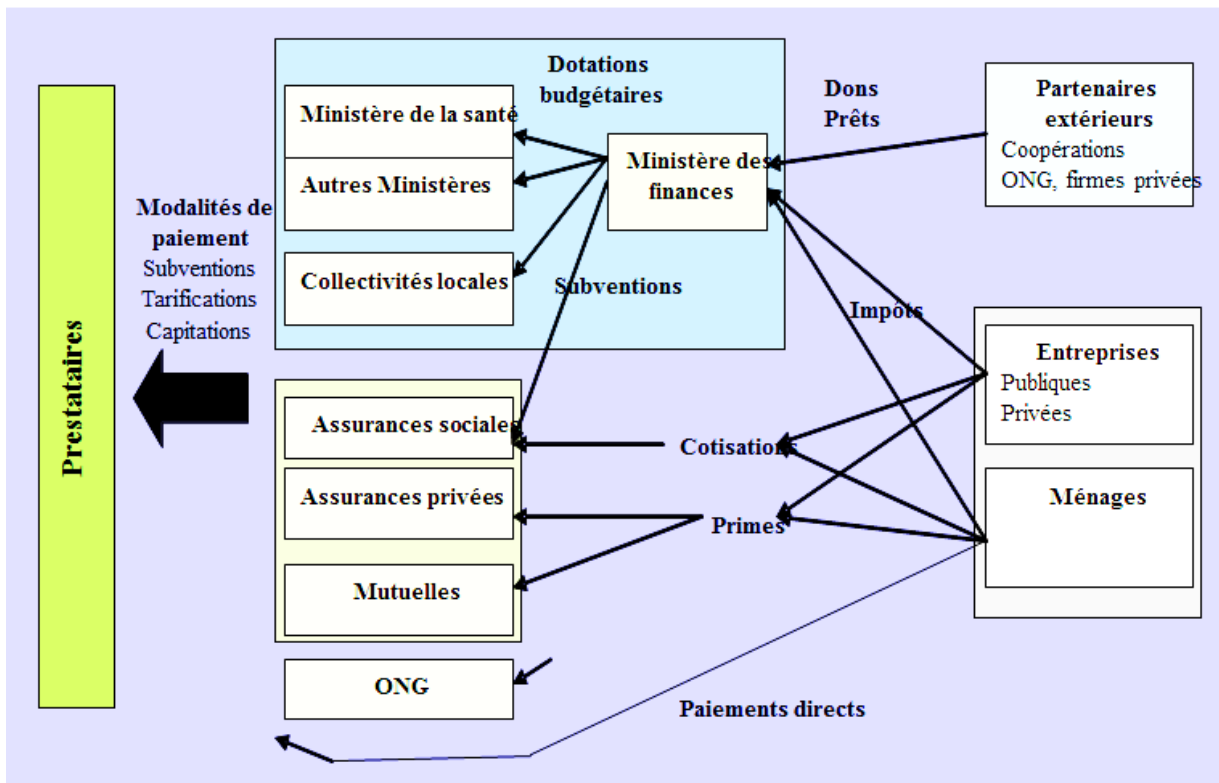 Prestataires
Modalités de
paiement
Subventions
Tarifications
Capitations
Dotations
budgétaires
Ministère de la santé
Autres Ministères
Collectivités locales
Ministère des
finances
Subventions
Assurances sociales
Assurances privées
Mutuelles
ONG
Dons
Prêts
Impôts
Cotisations
Primes
Paiements directs
Partenaires
extérieurs
Coopérations
ONG, firmes privées
Entreprises
Publiques
Privées
Ménages